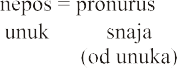 nepos = pronurus
unuk snaja
(od unuka)